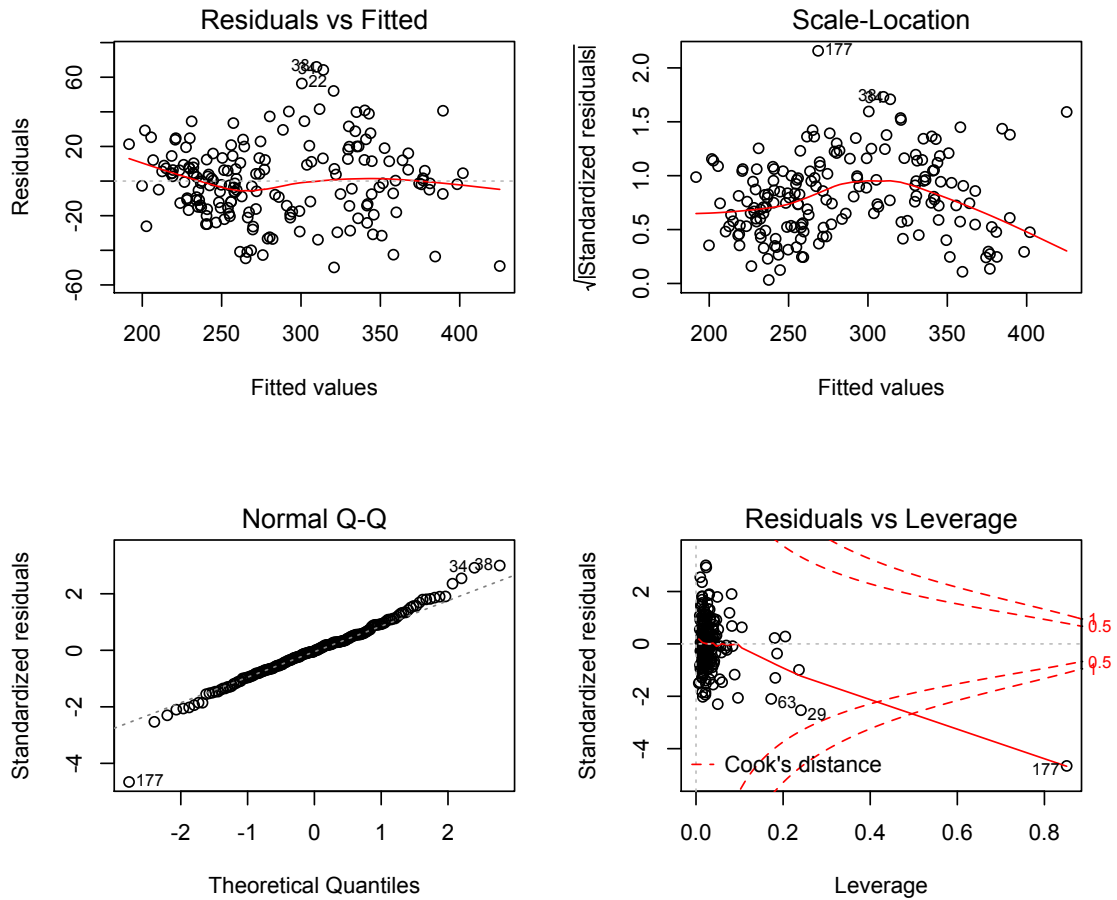 Residuals vs Fitted
Residuals
60
20
-20
-60
38
34
22
200 250 300 350 400
Fitted values
Scale-Location
√|Standardized residuals|
2.0
1.5
1.0
0.5
0.0
177
38
34
200 250 300 350 400
Fitted values
Normal Q-Q
Standardized residuals
2
0
-2
-4
34 38
177
-2 -1 0 1 2
Theoretical Quantiles
Residuals vs Leverage
Standardized residuals
2
0
-2
-4
1
0.5
0.5
1
63
29
177
Cook's distance
0.0 0.2 0.4 0.6 0.8
Leverage